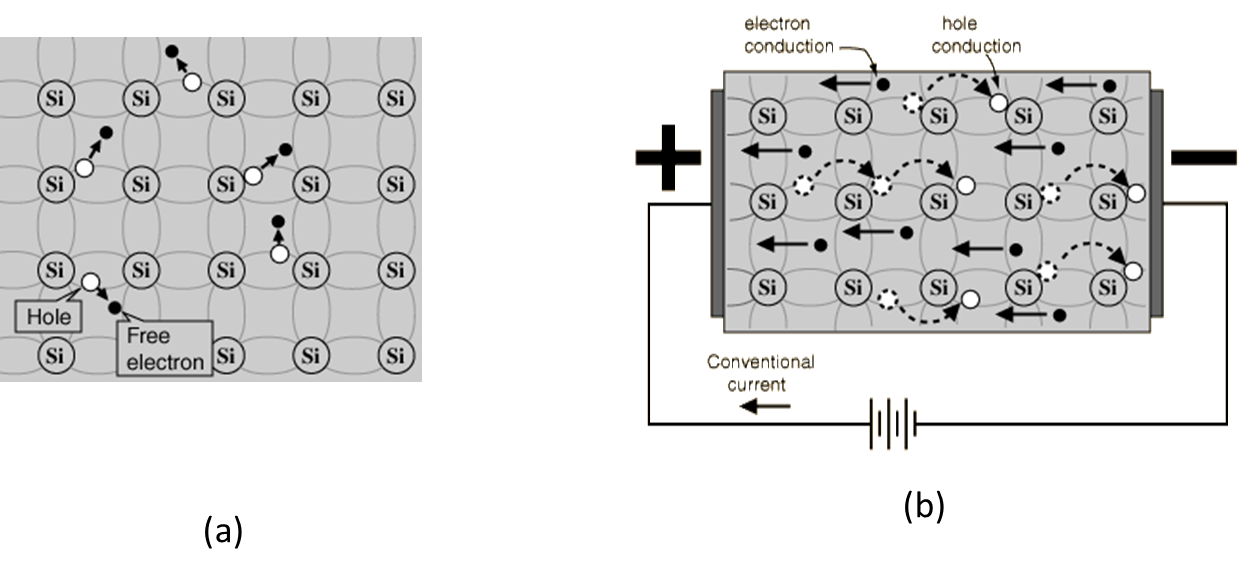 Si Si Si Si Si
Si Si Si Si Si
Si Si Si Si Si
Hole
Free
electron
Si Si Si Si
(a)
electron
conduction
hole
conduction
Si Si Si Si Si
+
−
Si Si Si Si Si
Si Si Si Si Si
Conventional
current
(b)